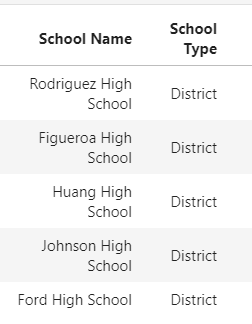 School Name School
Type
Rodriguez High
School District
Figueroa High
School District
Huang High
School District
Johnson High
School District
Ford High School District